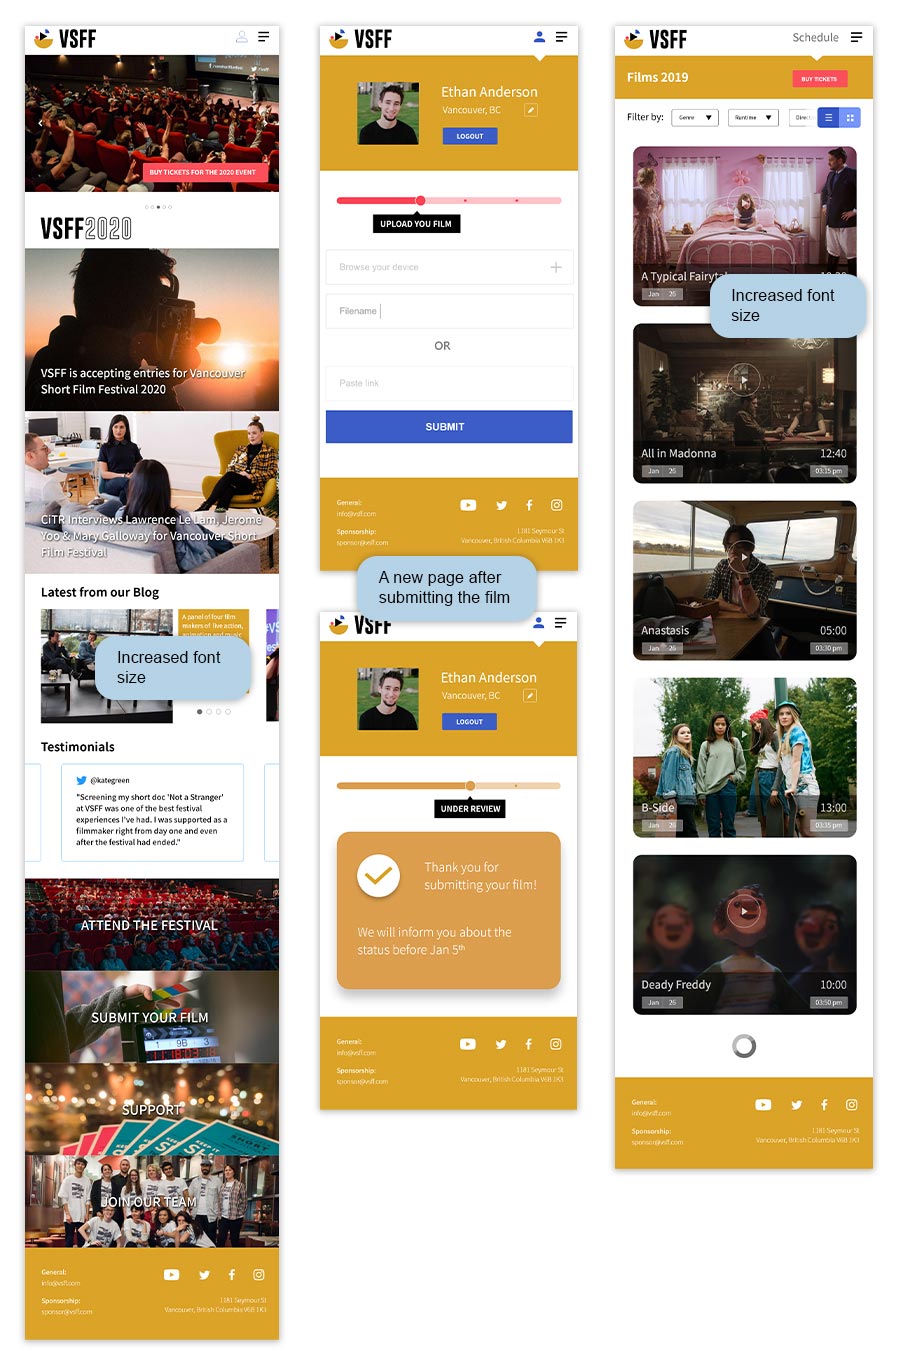 VSFF
BUY TICKETS FOR THE 2020 EVENT
VSFF2020
VSFF is accepting entries for Vancouver
Short Film Festival 2020
CiTR Interviews Lawrence Le Lam, Jerome
Yoo & Mary Galloway for Vancouver Short
Film Festival
Latest from our Blog
A panel of four film
makers of live action,
animation and music
Increased font
size
Testimonials
@kategreen
"Screening my short doc 'Not a Stranger'
at VSFF was one of the best festival
experiences I've had. I was supported as a
filmmaker right from day one and even
after the festival had ended."
ATTEND THE FESTIVAL
SUBMIT YOUR FILM
SUPPORT
JOIN OUR TEAM
General:
info@vsff.com
Sponsorship:
sponsor@vsff.com
1181 Seymour St
Vancouver, British Columbia V6B 1K3
VSFF
Ethan Anderson
Vancouver, BC
LOGOUT
UPLOAD YOU FILM
Browse your device
Filename
OR
Paste link
SUBMIT
General:
info@vsff.com
Sponsorship:
sponsor@vsff.com
1181 Seymour St
Vancouver, British Columbia V6B 1K3
A new page after
submitting the film
VSFF
Ethan Anderson
Vancouver, BC
LOGOUT
UNDER REVIEW
Thank you for
submitting your film!
We will inform you about the
status before Jan 5th
General:
info@vsff.com
Sponsorship:
sponsor@vsff.com
1181 Seymour St
Vancouver, British Columbia V6B 1K3
VSFF
Schedule
Films 2019
BUY TICKETS
Filter by:
Genre
Runtime
Direct
A Typical Fairytal
Jan 26
Increased font
size
All in Madonna
12:40
Jan 26
03:15 pm
Anastasis
05:00
Jan 26
03:30 pm
B-Side
13:00
Jan 26
03:35 pm
Deady Freddy
10:00
Jan 26
03:50 pm
General:
info@vsff.com
Sponsorship:
sponsor@vsff.com
1181 Seymour St
Vancouver, British Columbia V6B 1K3